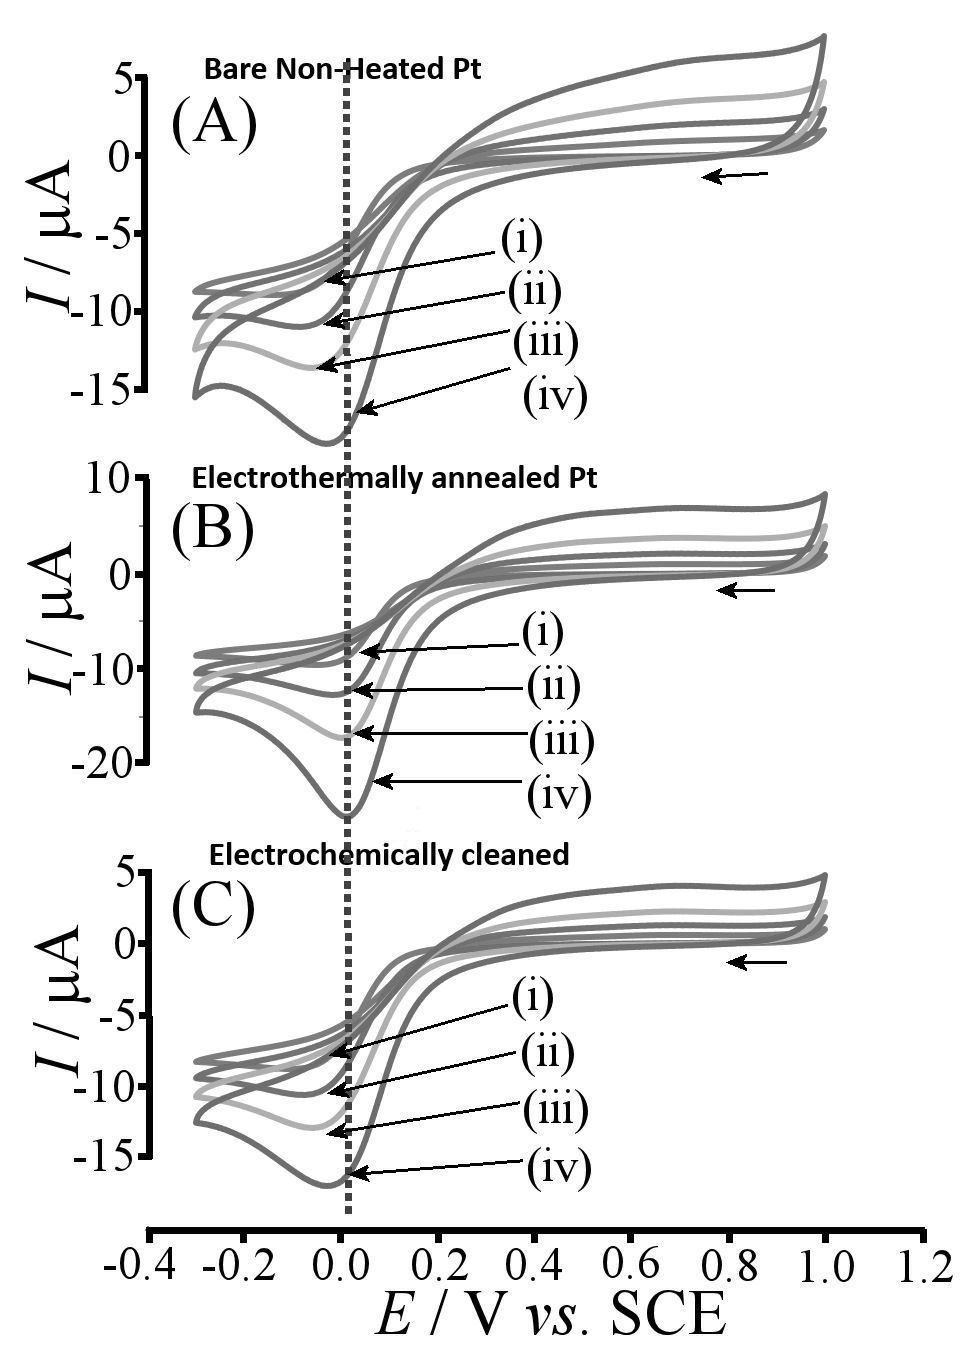 Bare Non-Heated Pt
(A)
5
0
-5
-10
-15
I / μA
(i)
(ii)
(iii)
(iv)
Electrothermally annealed Pt
(B)
10
0
-10
-20
I / μA
(i)
(ii)
(iii)
(iv)
Electrochemically cleaned
(C)
5
0
-5
-10
-15
I / μA
(i)
(ii)
(iii)
(iv)
-0.4 -0.2 0.0 0.2 0.4 0.6 0.8 1.0 1.2
E / V vs. SCE